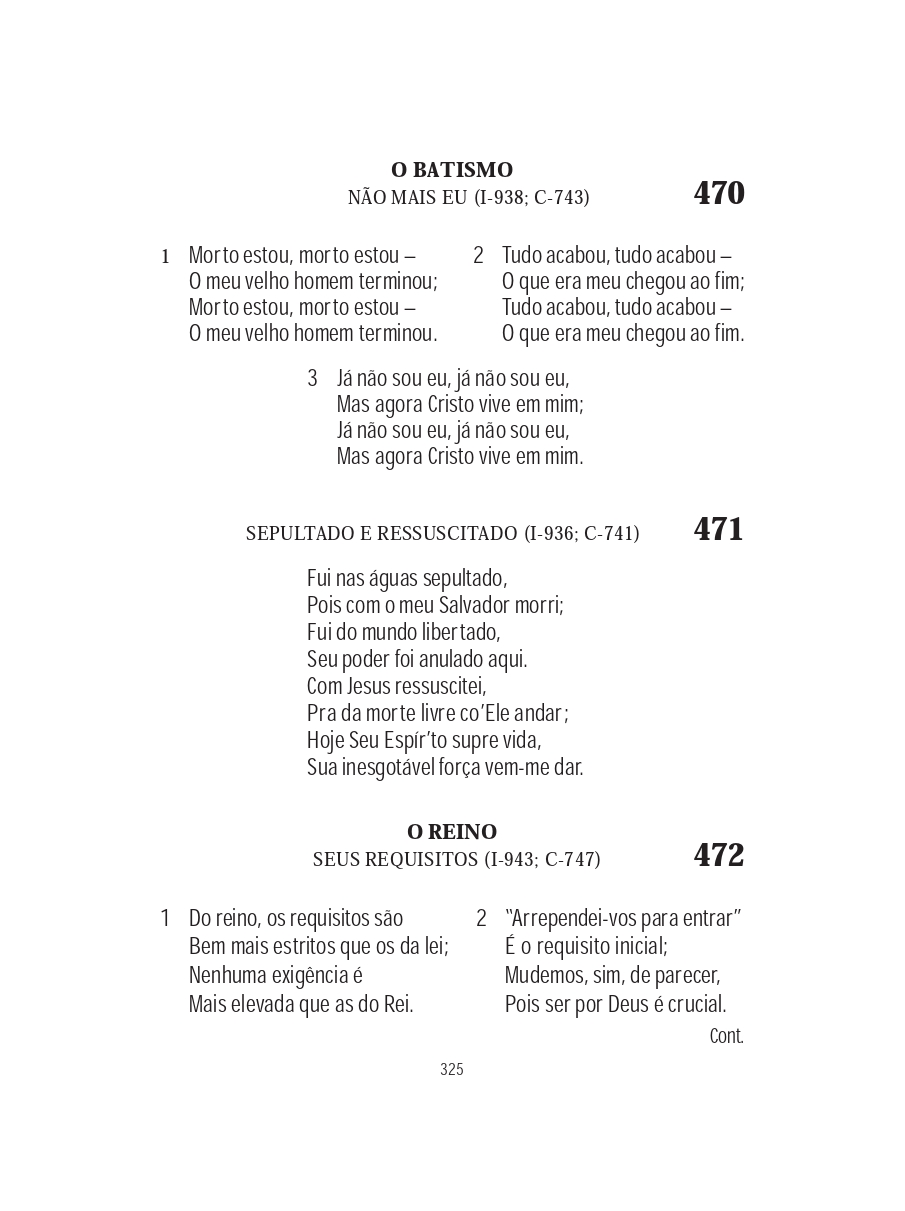 O BATISMO
NÃO MAIS EU (I-938; C-743)
470
1 Morto estou, morto estou –
O meu velho homem terminou;
Morto estou, morto estou –
O meu velho homem terminou.
2 Tudo acabou, tudo acabou –
O que era meu chegou ao fim;
Tudo acabou, tudo acabou –
O que era meu chegou ao fim.
3 Já não sou eu, já não sou eu,
Mas agora Cristo vive em mim;
Já não sou eu, já não sou eu,
Mas agora Cristo vive em mim.
SEPULTADO E RESSUSCITADO (I-936; C-741)
471
Fui nas águas sepultado,
Pois com o meu Salvador morri;
Fui do mundo libertado,
Seu poder foi anulado aqui.
Com Jesus ressuscitei,
Pra da morte livre co’Ele andar;
Hoje Seu Espír’to supre vida,
Sua inesgotável força vem-me dar.
O REINO
SEUS REQUISITOS (I-943; C-747)
472
1 Do reino, os requisitos são
Bem mais estritos que os da lei;
Nenhuma exigência é
Mais elevada que as do Rei.
2 “Arrependei-vos para entrar”
É o requisito inicial;
Mudemos, sim, de parecer,
Pois ser por Deus é crucial.
Cont.
325